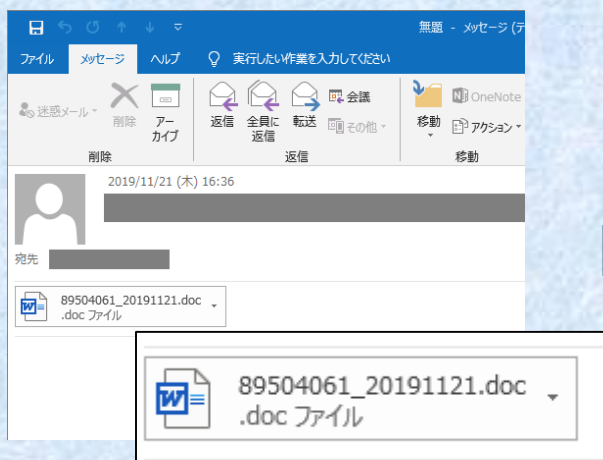 無題 - メッセージ (テ
ファイル メッセージ ヘルプ 実行したい作業を入力してください
迷惑メール
削除
アー
カイブ
削除
返信
全員に
返信
転送
会議
その他
返信
移動
OneNote
アクション
移動
2019/11/21 (木) 16:36
宛先
89504061_20191121.doc
.doc ファイル
89504061_20191121.doc
.doc ファイル